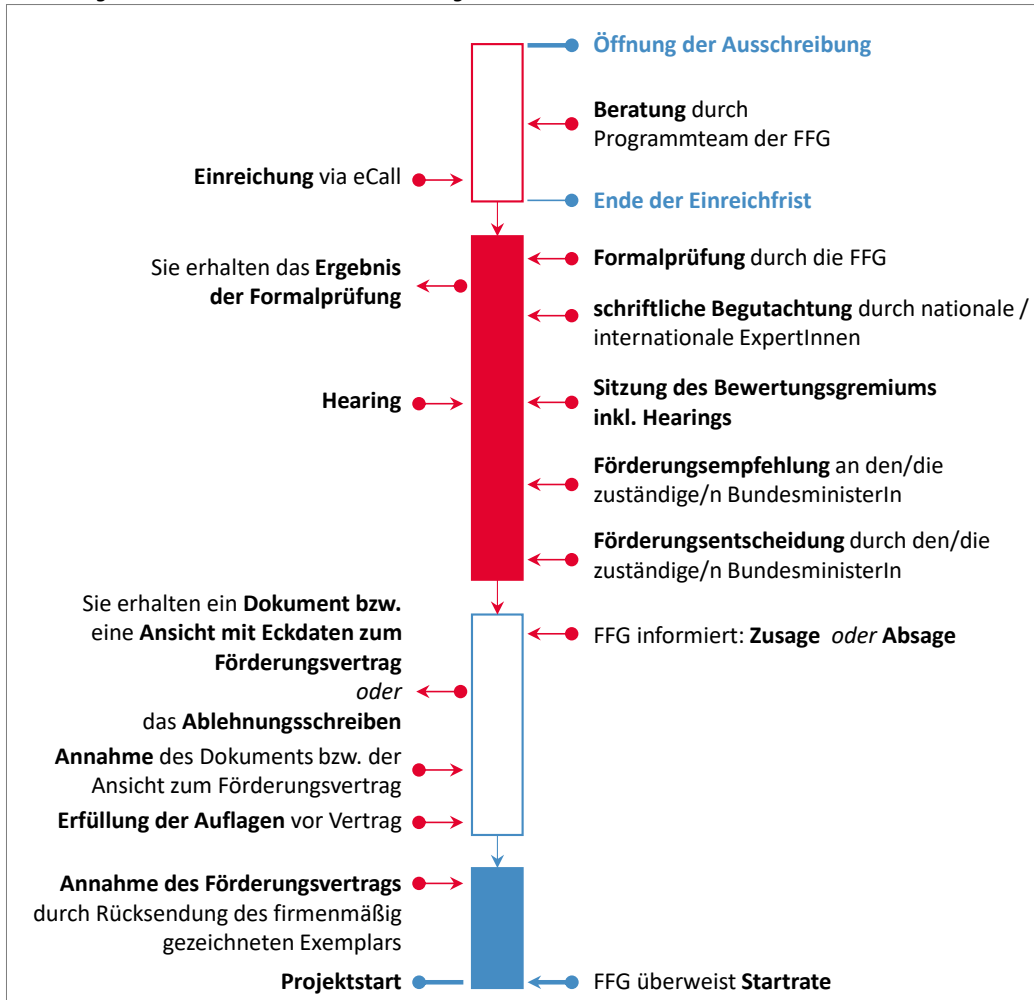 Öffnung der Ausschreibung
Beratung durch
Programmteam der FFG
Einreichung via eCall
Ende der Einreichfrist
Formalprüfung durch die FFG
Sie erhalten das Ergebnis
der Formalprüfung
schriftliche Begutachtung durch nationale /
internationale ExpertInnen
Hearing
Sitzung des Bewertungsgremiums
inkl. Hearings
Förderungsempfehlung an den/die
zuständige/n BundesministerIn
Förderungsentscheidung durch den/die
zuständige/n BundesministerIn
Sie erhalten ein Dokument bzw.
eine Ansicht mit Eckdaten zum
Förderungsvertrag
oder
das Ablehnungsschreiben
FFG informiert: Zusage oder Absage
Annahme des Dokuments bzw. der
Ansicht zum Förderungsvertrag
Erfüllung der Auflagen vor Vertrag
Annahme des Förderungsvertrags
durch Rücksendung des firmenmäßig
gezeichneten Exemplars
Projektstart
FFG überweist Startrate